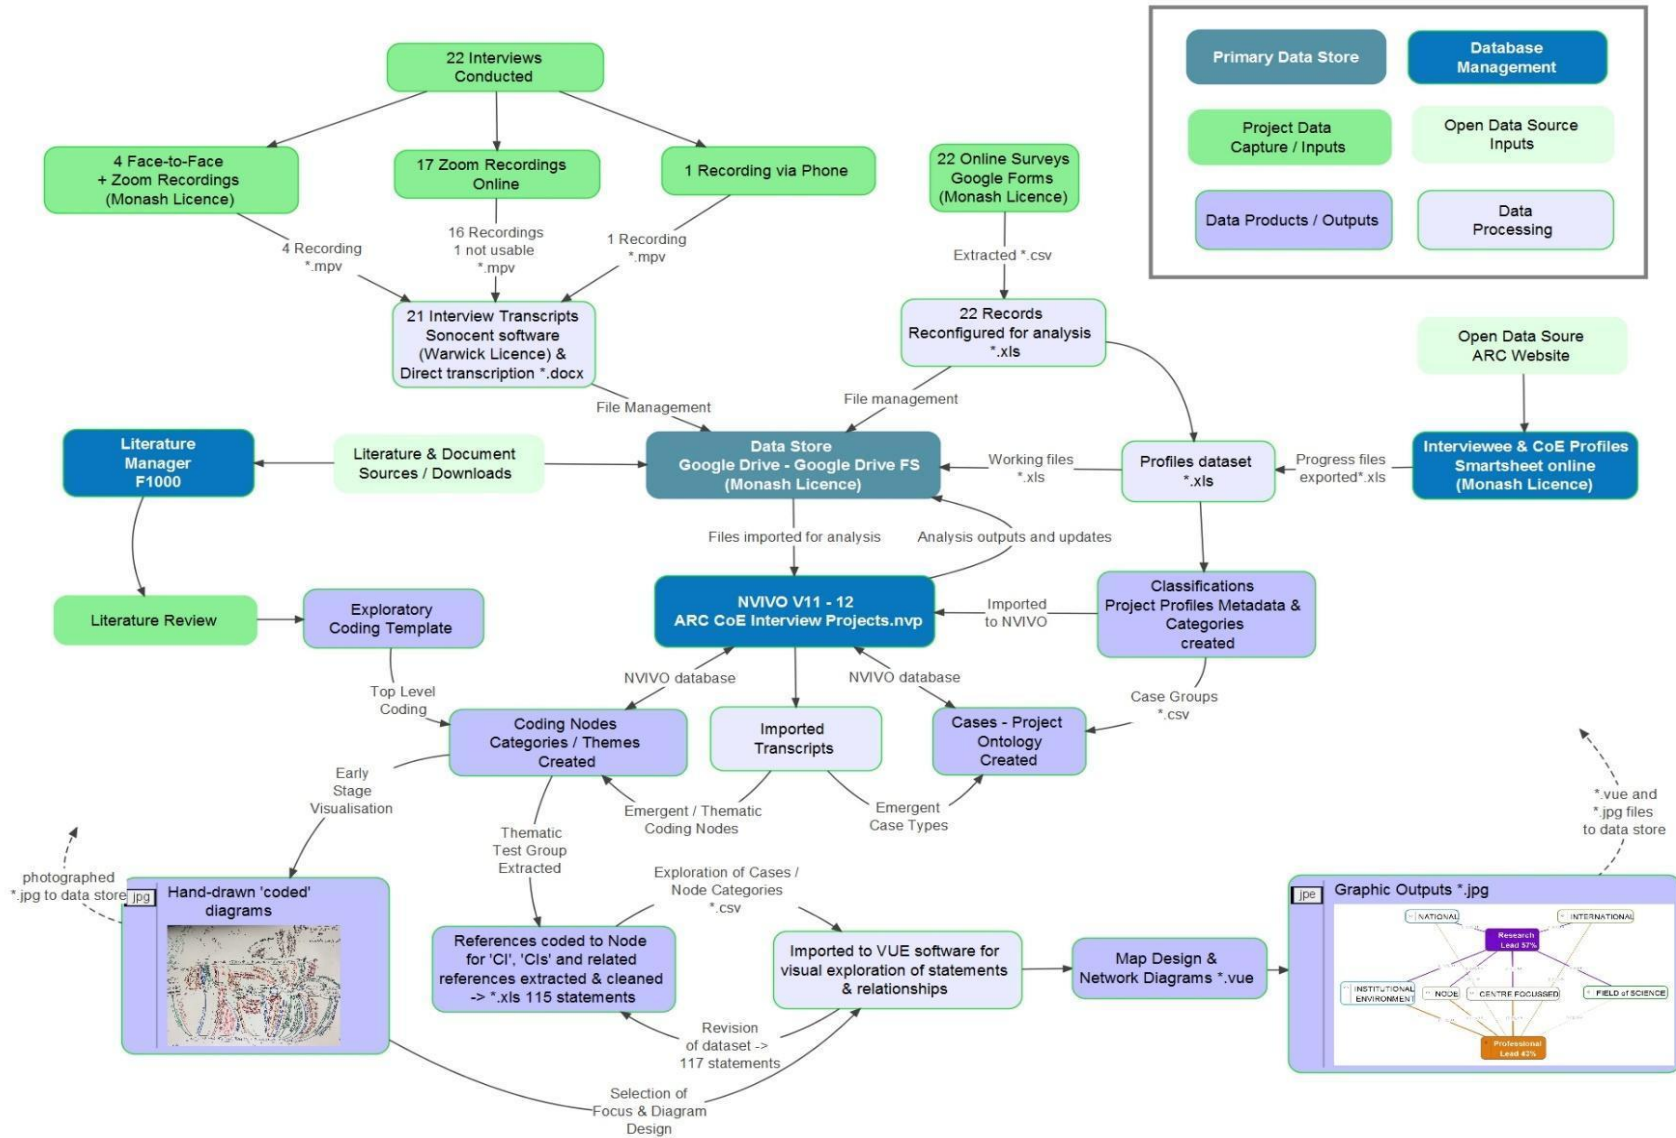 22 Interviews
Conducted
4 Face-to-Face
+ Zoom Recordings
(Monash Licence)
17 Zoom Recordings
Online
1 Recording via Phone
22 Online Surveys
Google Forms
(Monash Licence)
Primary Data Store
Database
Management
Project Data
Capture / Inputs
Open Data Source
Inputs
Data Products / Outputs
Data
Processing
4 Recording
*.mpv
16 Recordings
1 not usable
*.mpv
1 Recording
*.mpv
Extracted *.csv
21 Interview Transcripts
Sonocent software
(Warwick Licence) &
Direct transcription *.docx
22 Records
Reconfigured for analysis
*.xls
Open Data Soure
ARC Website
File Management
File management
Literature
Manager
F1000
Literature & Document
Sources / Downloads
Data Store
Google Drive - Google Drive FS
(Monash Licence)
Working files
*.xls
Profiles dataset
*.xls
Progress files
exported*.xls
Interviewee & CoE Profiles
Smartsheet online
(Monash Licence)
Files imported for analysis
Analysis outputs and updates
Literature Review
Exploratory
Coding Template
NVIVO V11 - 12
ARC CoE Interview Projects.nvp
Imported
to NVIVO
Classifications
Project Profiles Metadata &
Categories
created
Top Level
Coding
NVIVO database
NVIVO database
Case Groups
*.csv
Coding Nodes
Categories / Themes
Created
Imported
Transcripts
Cases - Project
Ontology
Created
Early
Stage
Visualisation
Emergent / Thematic
Coding Nodes
Emergent
Case Types
*.vue and
*.jpg files
to data store
Thematic
Test Group
Extracted
Exploration of Cases /
Node Categories
*.csv
photographed
*.jpg to data store
jpg
Hand-drawn 'coded'
diagrams
References coded to Node
for 'CI', 'CIs' and related
references extracted & cleaned
-> *.xls 115 statements
Imported to VUE software for
visual exploration of statements
& relationships
Map Design &
Network Diagrams *.vue
jpe
Graphic Outputs *.jpg
NATIONAL
INTERNATIONAL
Research
Lead 57%
INSTITUTIONAL
ENVIRONMENT
NODE
CENTRE FOCUSSED
FIELD of SCIENCE
Professional
Lead 43%
Revision
of dataset ->
117 statements
Selection of
Focus & Diagram
Design